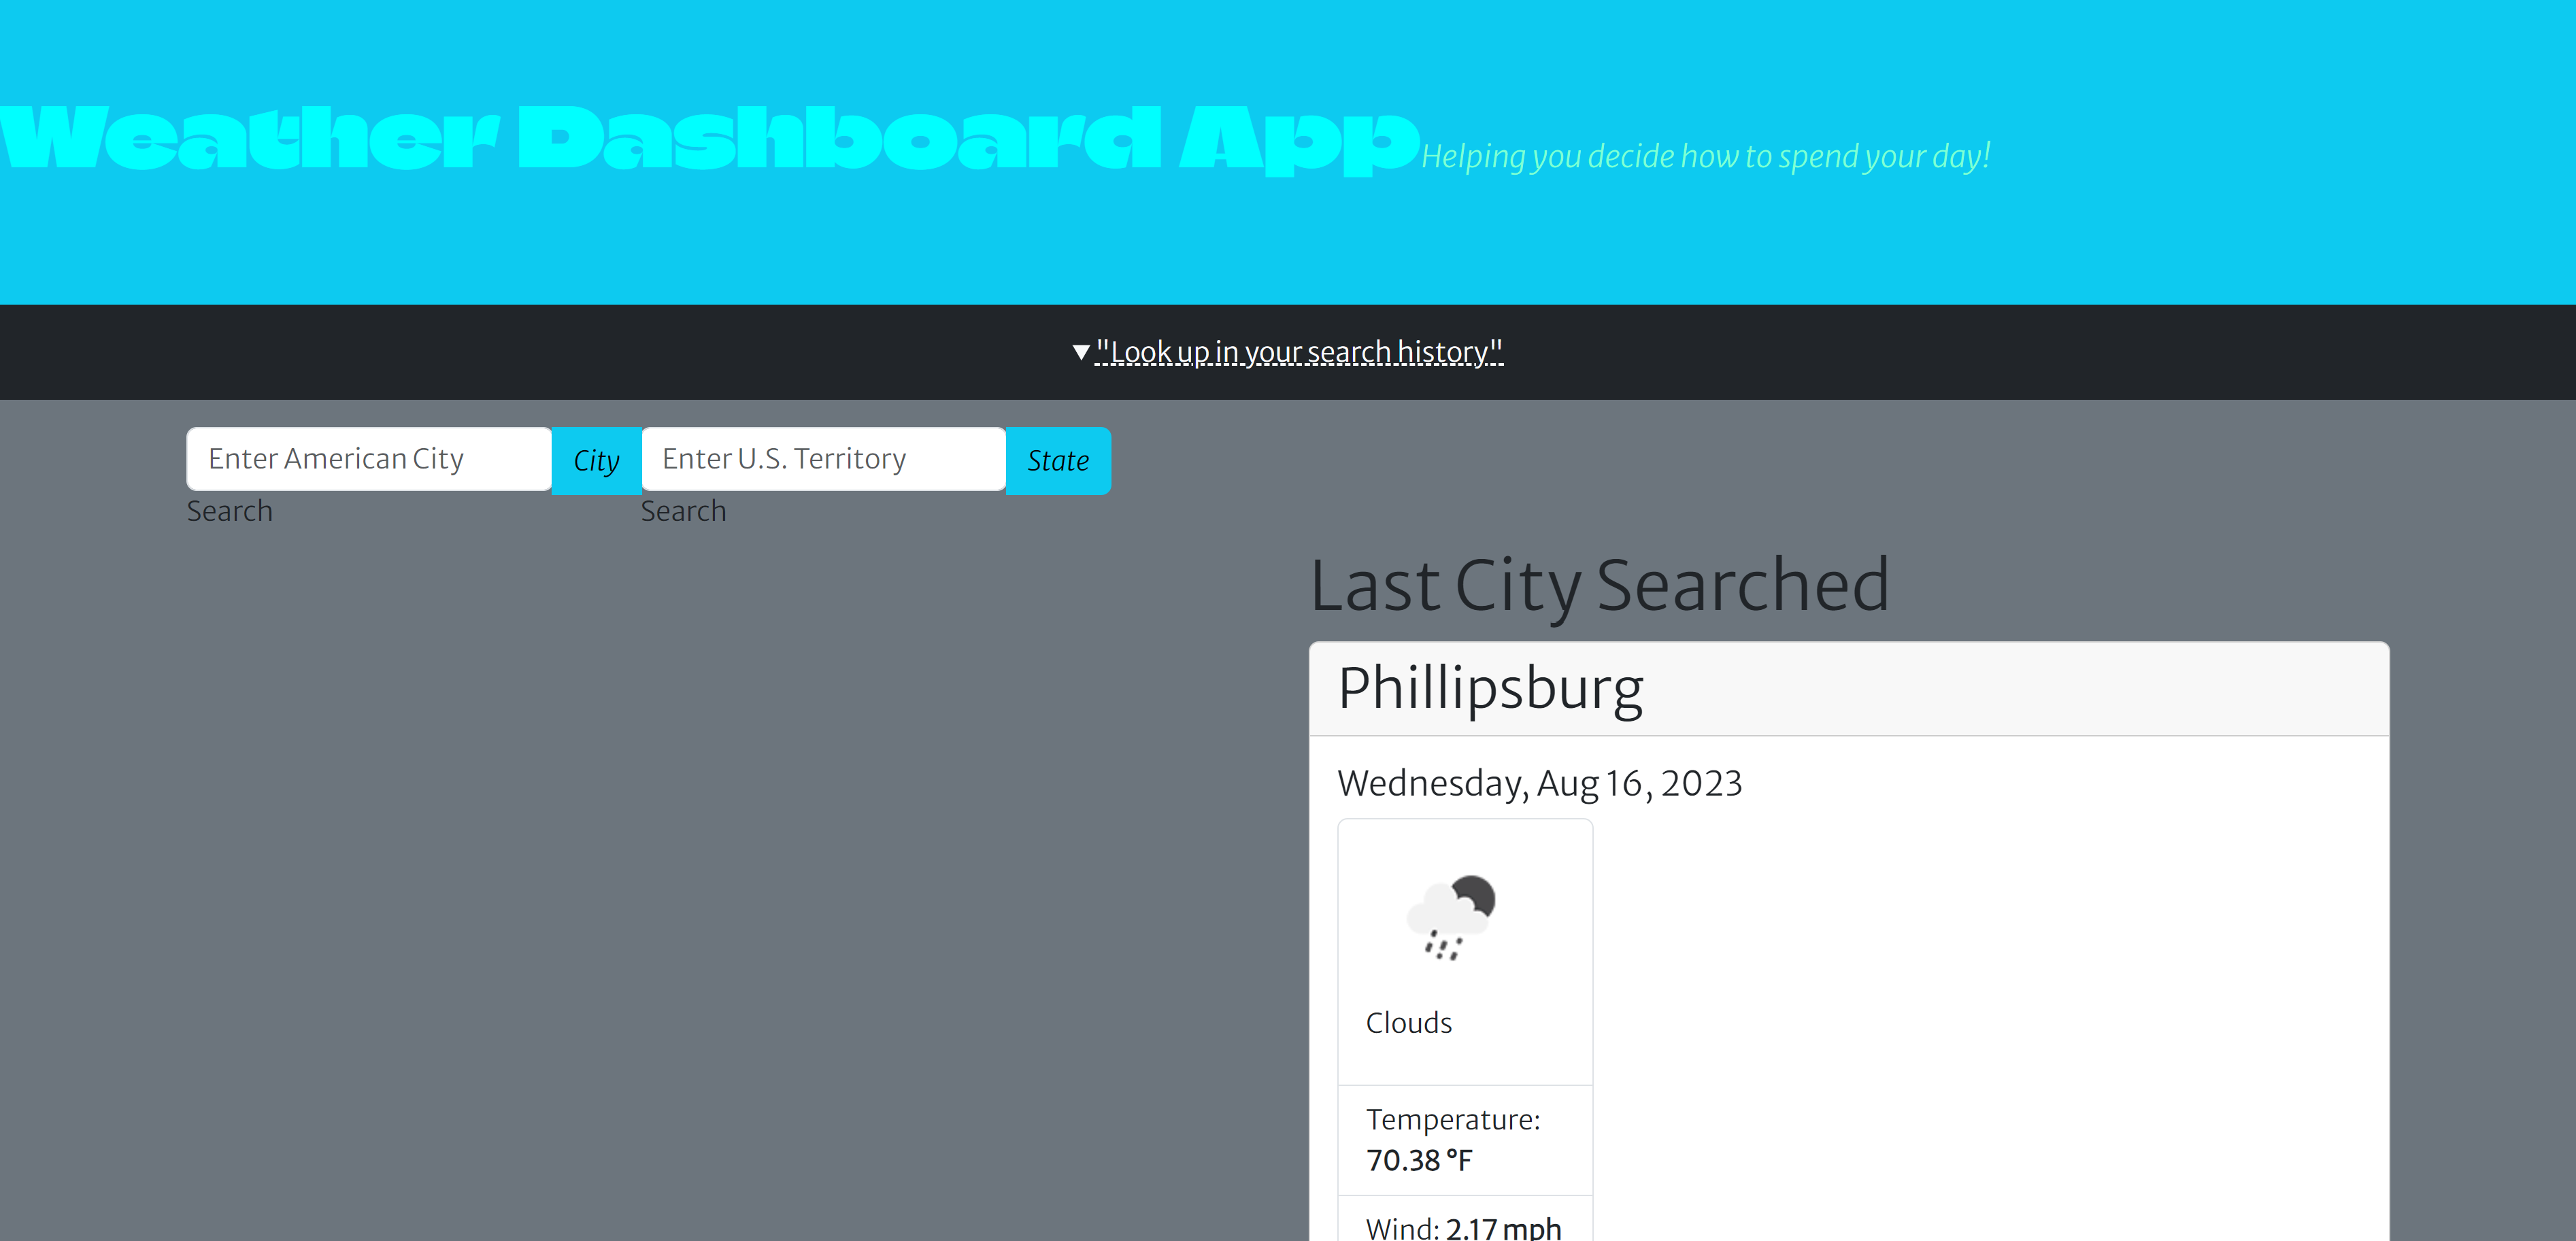 Weather Dashboard App Helping you decide how to spend your day!
▼ "Look up in your search history"
Enter American City City Enter U.S. Territory State
Search Search
Last City Searched
Phillipsburg
Wednesday, Aug 16, 2023
Clouds
Temperature:
70.38 °F
Wind: 2.17 mph